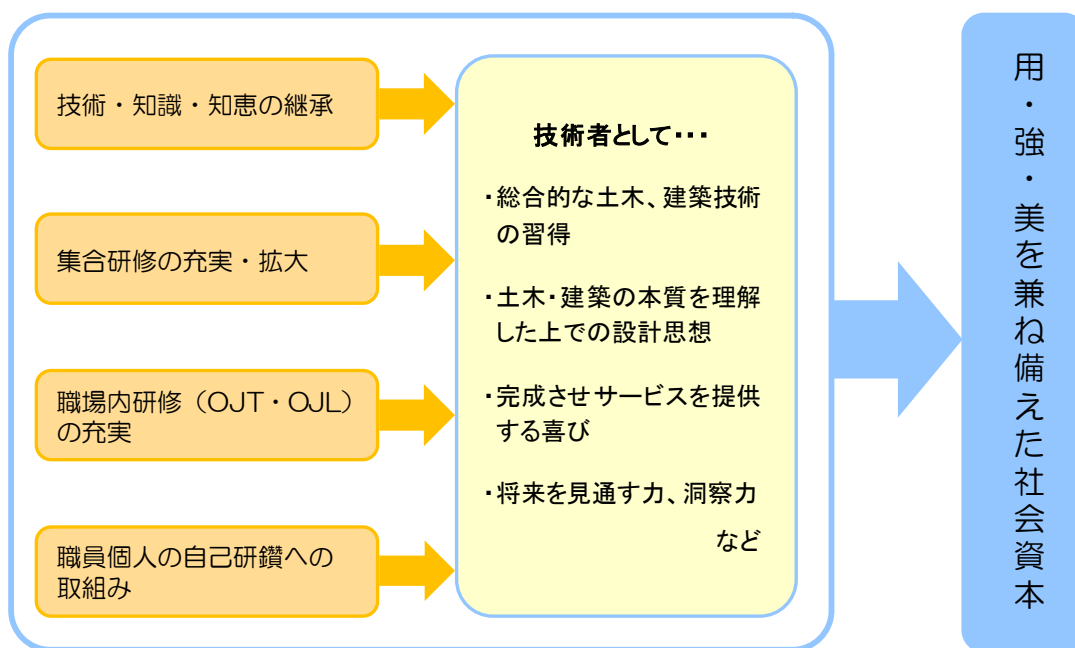 技術・知識・知恵の継承
集合研修の充実・拡大
職場内研修（OJT・OJL）
の充実
職員個人の自己研鑽への
取組み
技術者として・・・
・総合的な土木、建築技術
の習得
・土木・建築の本質を理解
した上での設計思想
・完成させサービスを提供
する喜び
・将来を見通す力、洞察力
など
用・強・美を兼ね備えた社会資本